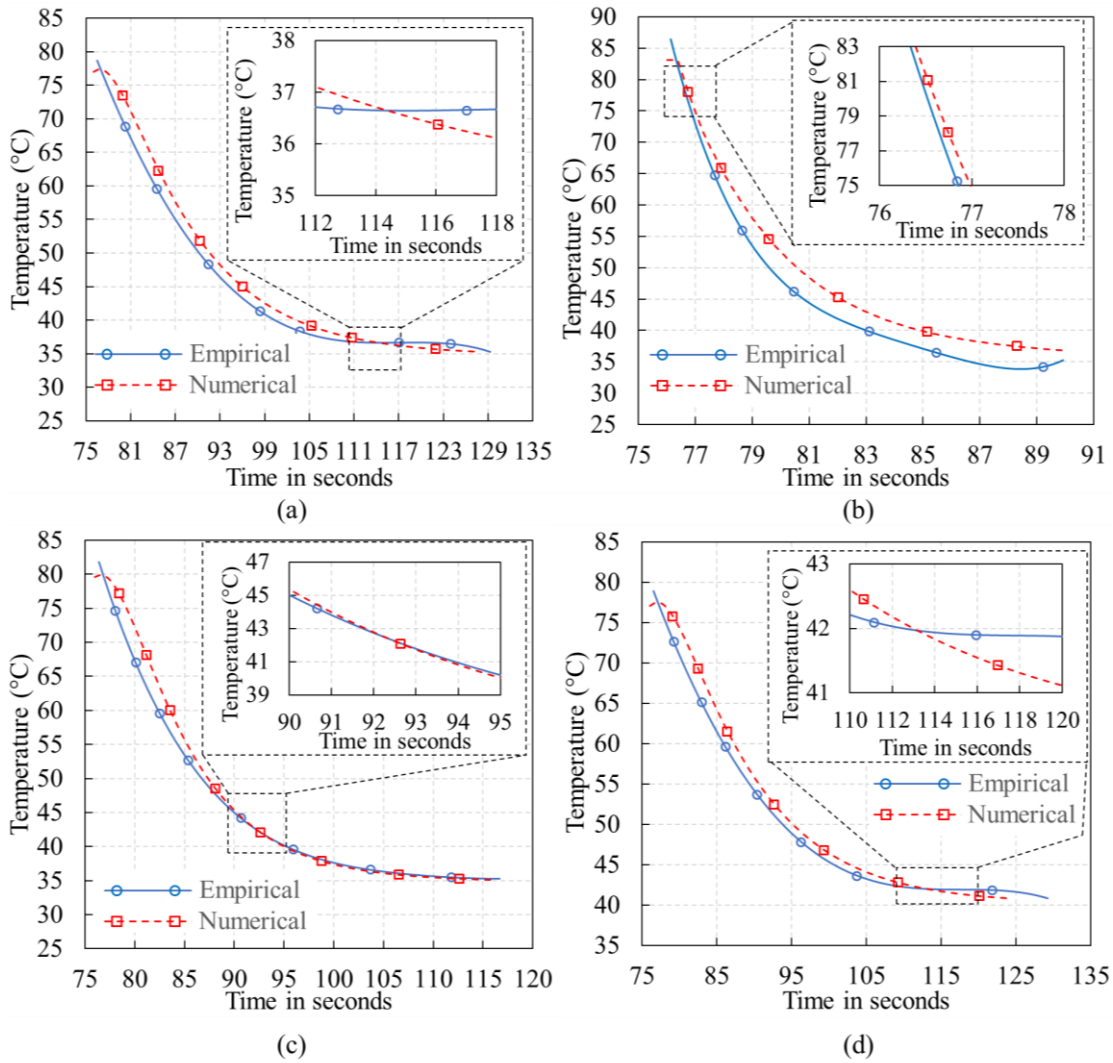 85
80
75
70
65
60
55
50
45
40
35
30
25
Temperature (°C)
75 81 87 93 99 105 111 117 123 129 135
Time in seconds
Empirical
Numerical
38
37
36
35
Temperature (°C)
112 114 116 118
Time in seconds
(a)
90
85
80
75
70
65
60
55
50
45
40
35
30
25
Temperature (°C)
75 77 79 81 83 85 87 89 91
Time in seconds
Empirical
Numerical
83
81
79
77
75
Temperature (°C)
76 77 78
Time in seconds
(b)
85
80
75
70
65
60
55
50
45
40
35
30
25
Temperature (°C)
75 80 85 90 95 100 105 110 115 120
Time in seconds
Empirical
Numerical
47
45
43
41
39
Temperature (°C)
90 91 92 93 94 95
Time in seconds
(c)
85
80
75
70
65
60
55
50
45
40
35
Temperature (°C)
75 85 95 105 115 125 135
Time in seconds
Empirical
Numerical
43
42
41
Temperature (°C)
110 112 114 116 118 120
Time in seconds
(d)